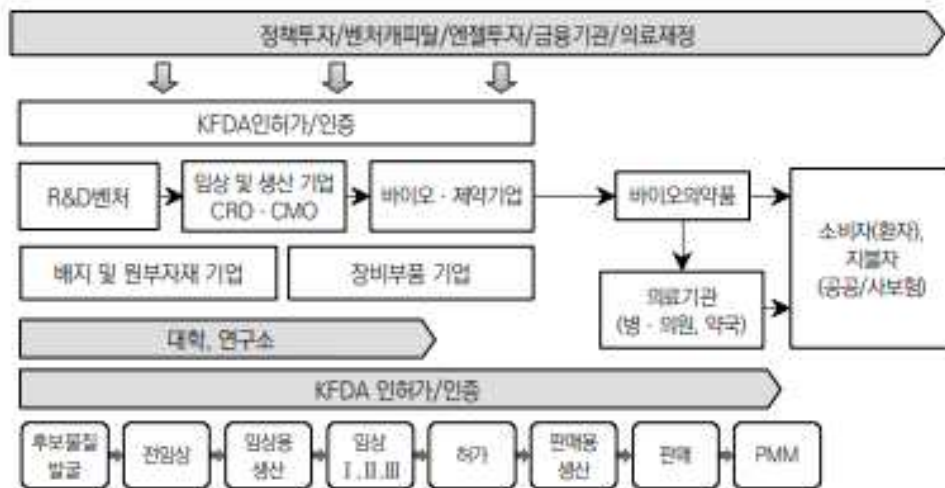 정책투자/벤처캐피탈/엔젤투자/금융기관/의료재정
KFDA인허가/인증
R&D벤처
임상 및 생산 기업
CRO · CMO
바이오 · 제약기업
바이오의약품
소비자(환자),
지불자
(공공/사보험)
배지 및 원부자재 기업
장비부품 기업
의료기관
(병 · 의원, 약국)
대학, 연구소
KFDA 인허가/인증
후보물질
발굴
전임상
임상용
생산
임상
Ⅰ,Ⅱ,Ⅲ
허가
판매용
생산
판매
PMM